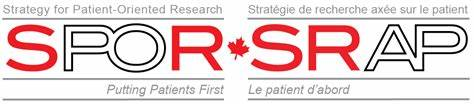 Strategy for Patient-Oriented Research
SPOR
Putting Patients First
Stratégie de recherche axée sur le patient
SRAP
Le patient d'abord